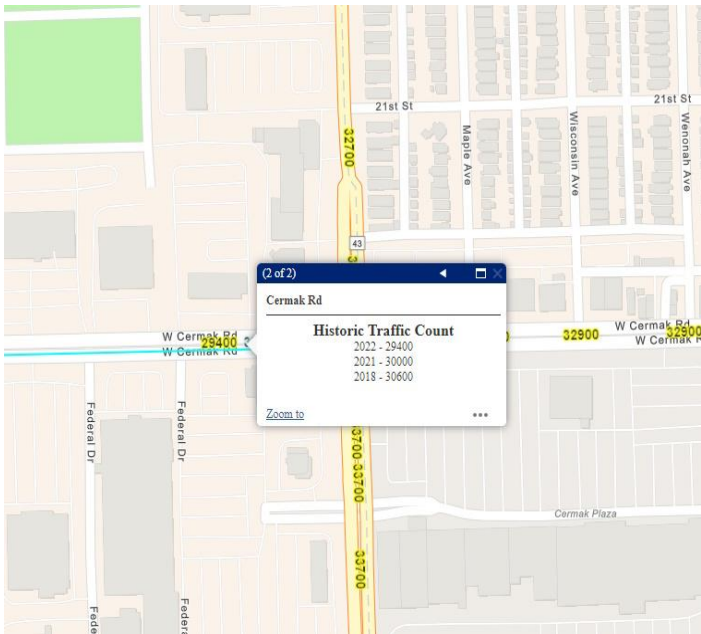 21st St
21st St
32700
Maple Ave
Wisconsin Ave
Wenonah Ave
43
(2 of 2)
Cermak Rd
Historic Traffic Count
2022 - 29400
2021 - 30000
2018 - 30600
Zoom to
W Cermak Rd
29400
W Cermak Rd
32900
W Cermak Rd
32900
W Cermak R
Federal Dr
Federal Dr
33700
33700
Cermak Plaza
33700
Fede
Federa